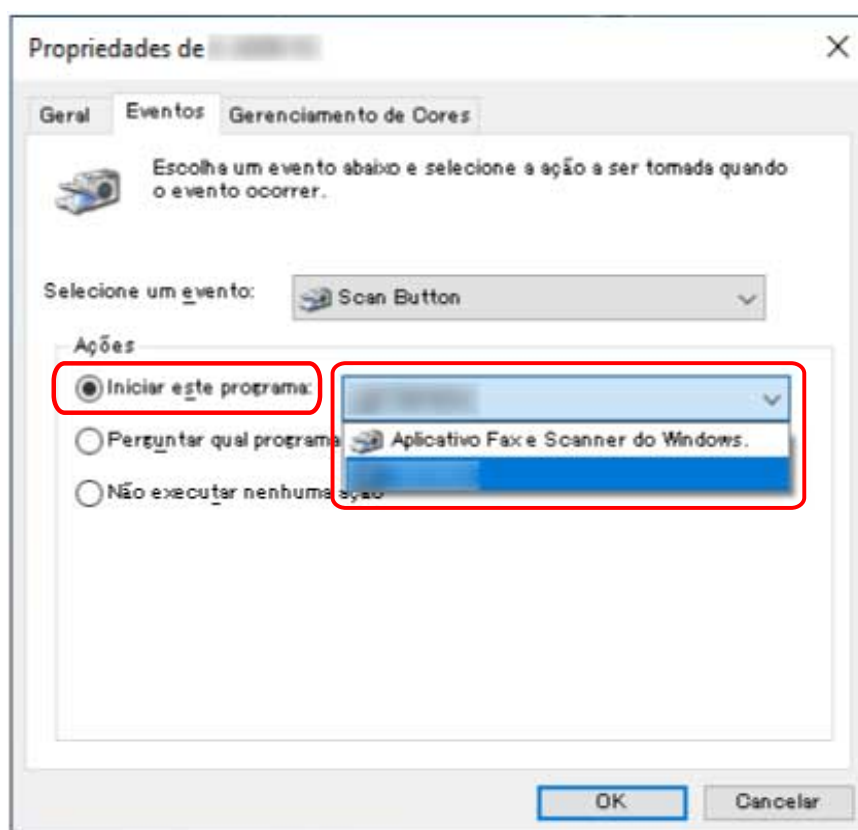 Propriedades de
Geral Eventos Gerenciamento de Cores
Escolha um evento abaixo e selecione a ação a ser tomada quando
o evento ocorrer.
Selecione um evento: Scan Button
Ações
Iniciar este programa:
Perguntar qual programa Aplicativo Fax e Scanner do Windows.
Não executar nenhuma ação
OK Cancelar